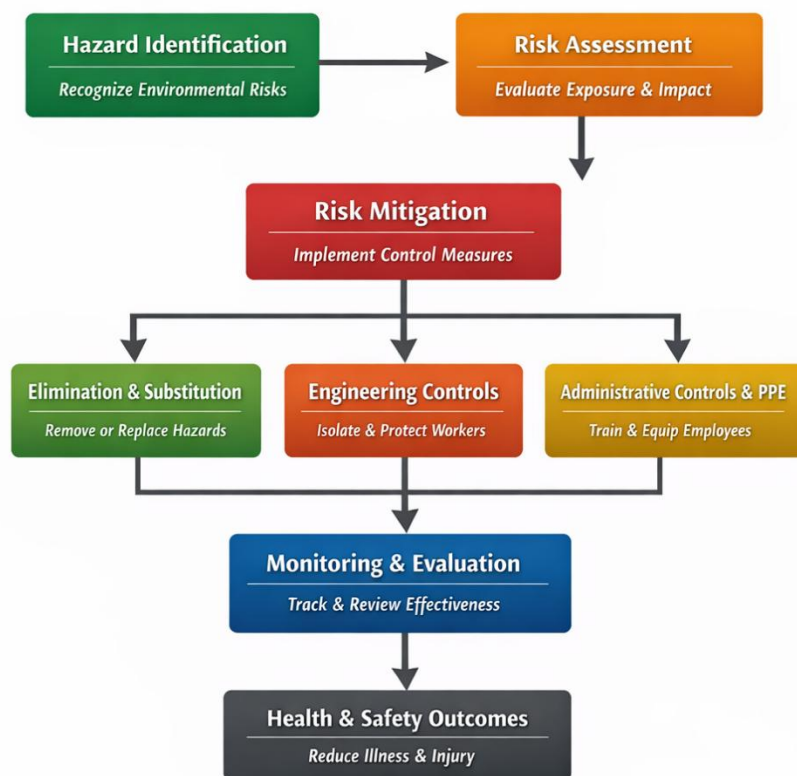 Hazard Identification
Recognize Environmental Risks
Risk Assessment
Evaluate Exposure & Impact
Risk Mitigation
Implement Control Measures
Elimination & Substitution
Remove or Replace Hazards
Engineering Controls
Isolate & Protect Workers
Administrative Controls & PPE
Train & Equip Employees
Monitoring & Evaluation
Track & Review Effectiveness
Health & Safety Outcomes
Reduce Illness & Injury